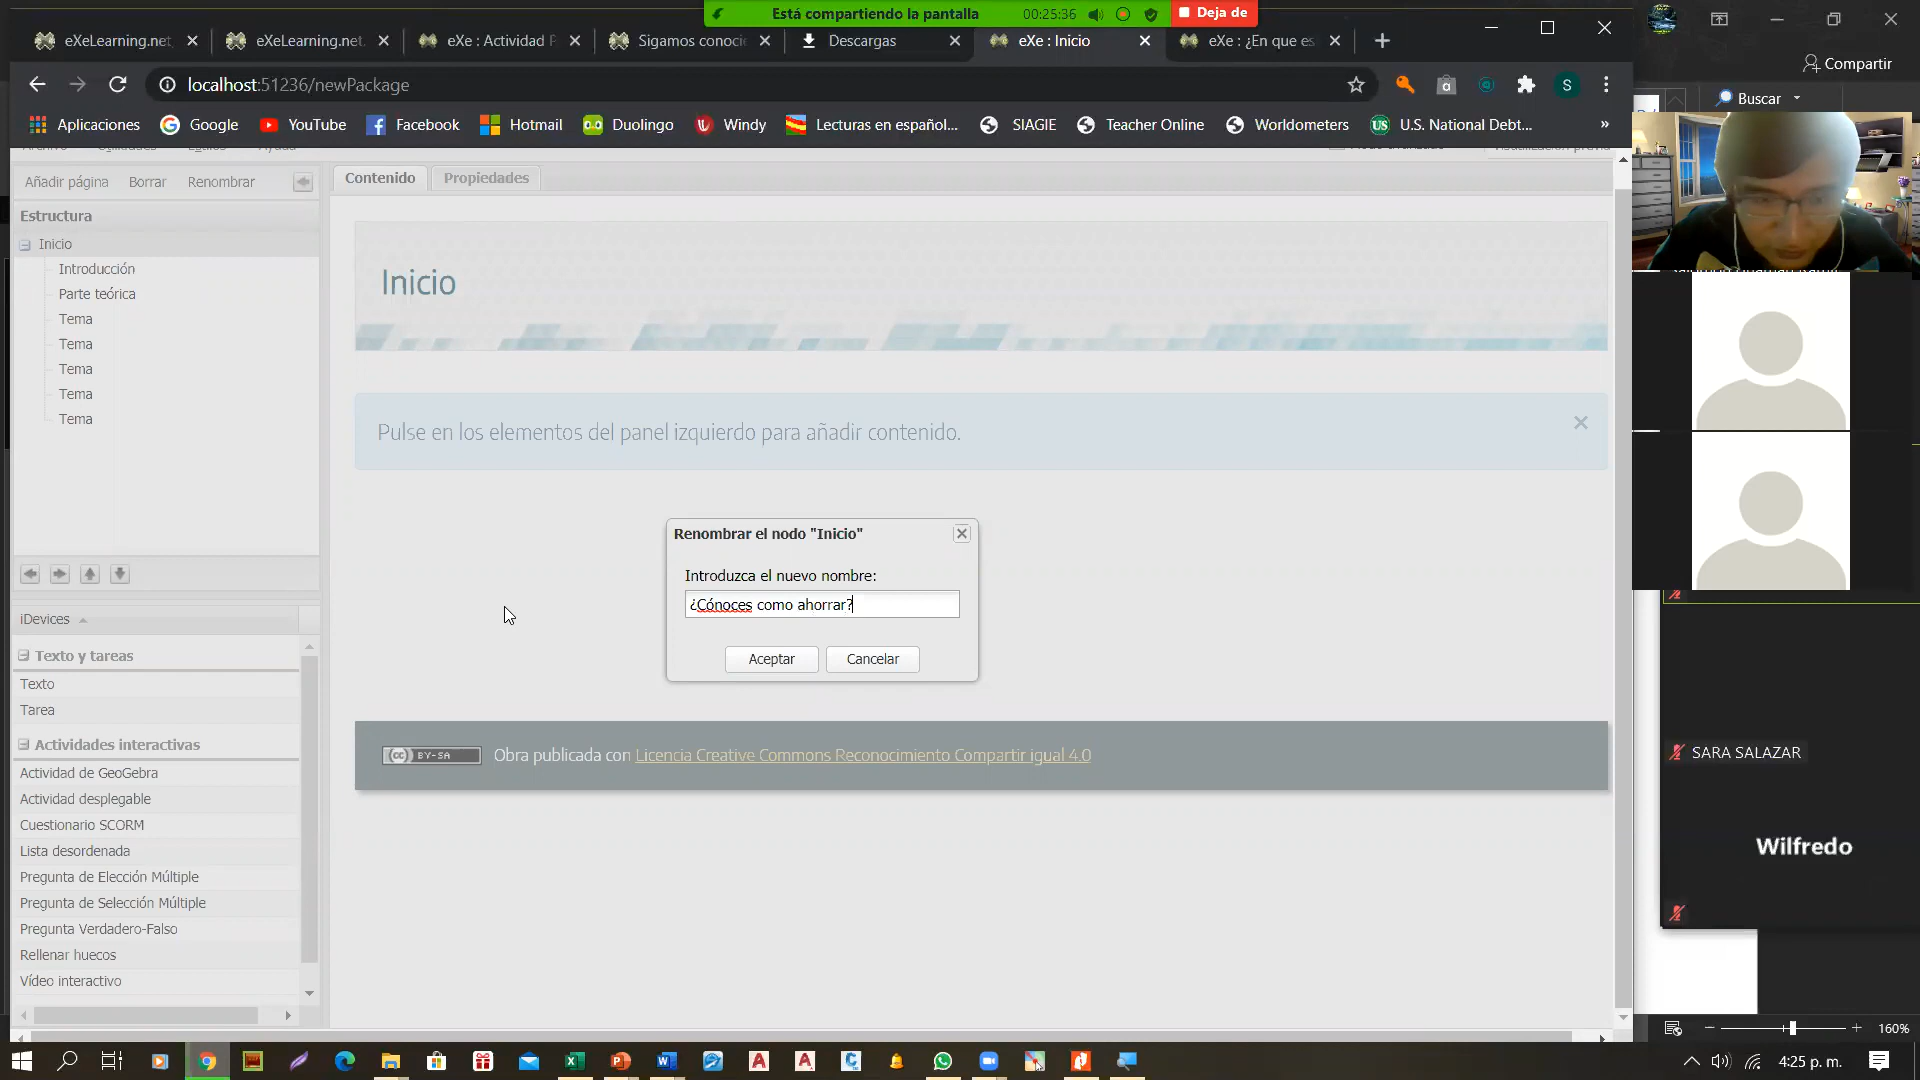 Está compartiendo la pantalla
00:25:36
Deja de
eXeLearning.net
eXeLearning.net
eXe : Actividad P
Sigamos conocie
Descargas
eXe : Inicio
eXe : ¿En que es
localhost:51236/newPackage
Compartir
Aplicaciones
Google
YouTube
Facebook
Hotmail
Duolingo
Windy
Lecturas en español...
SIAGIE
Teacher Online
Worldometers
U.S. National Debt...
»
Buscar
Añadir página
Borrar
Renombrar
Contenido
Propiedades
Estructura
Inicio
Introducción
Parte teórica
Tema
Tema
Tema
Tema
Tema
Inicio
Pulse en los elementos del panel izquierdo para añadir contenido.
Renombrar el nodo "Inicio"
Introduzca el nuevo nombre:
¿Cónoces como ahorrar?
Aceptar
Cancelar
iDevices
Texto y tareas
Texto
Tarea
Actividades interactivas
Actividad de GeoGebra
Actividad desplegable
Cuestionario SCORM
Lista desordenada
Pregunta de Elección Múltiple
Pregunta de Selección Múltiple
Pregunta Verdadero-Falso
Rellenar huecos
Vídeo interactivo
(cc) BY-SA
Obra publicada con Licencia Creative Commons Reconocimiento Compartir igual 4.0
SARA SALAZAR
Wilfredo
160%
4:25 p. m.